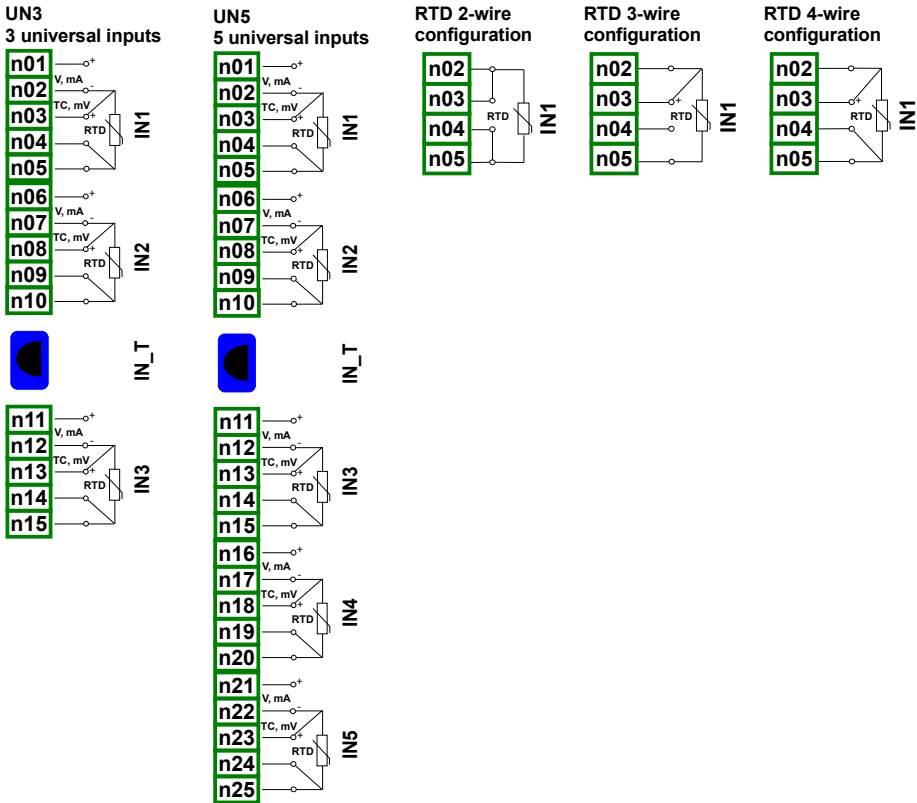 UN3
3 universal inputs
n01
+
V, mA
n02
-
TC, mV
n03
+
RTD
n04
n05
IN1
n06
+
V, mA
n07
-
TC, mV
n08
+
RTD
n09
n10
IN2
IN_T
n11
+
V, mA
n12
-
TC, mV
n13
+
RTD
n14
n15
IN3
UN5
5 universal inputs
n01
+
V, mA
n02
-
TC, mV
n03
+
RTD
n04
n05
IN1
n06
+
V, mA
n07
-
TC, mV
n08
+
RTD
n09
n10
IN2
IN_T
n11
+
V, mA
n12
-
TC, mV
n13
+
RTD
n14
n15
IN3
n16
+
V, mA
n17
-
TC, mV
n18
+
RTD
n19
n20
IN4
n21
+
V, mA
n22
-
TC, mV
n23
+
RTD
n24
n25
IN5
RTD 2-wire
configuration
n02
n03
RTD
n04
n05
IN1
RTD 3-wire
configuration
n02
n03
+
RTD
n04
n05
IN1
RTD 4-wire
configuration
n02
n03
+
RTD
n04
n05
IN1